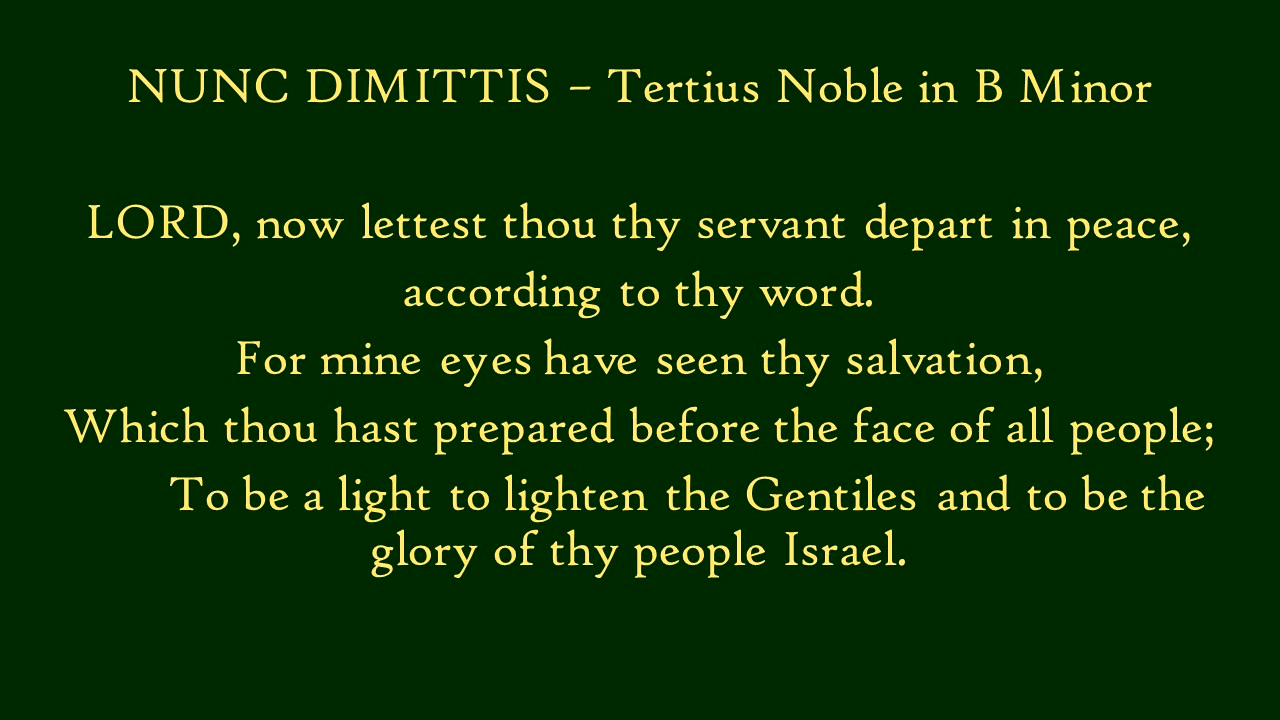 NUNC DIMITTIS – Tertius Noble in B Minor
LORD, now lettest thou thy servant depart in peace,
according to thy word.
For mine eyes have seen thy salvation,
Which thou hast prepared before the face of all people;
To be a light to lighten the Gentiles and to be the
glory of thy people Israel.